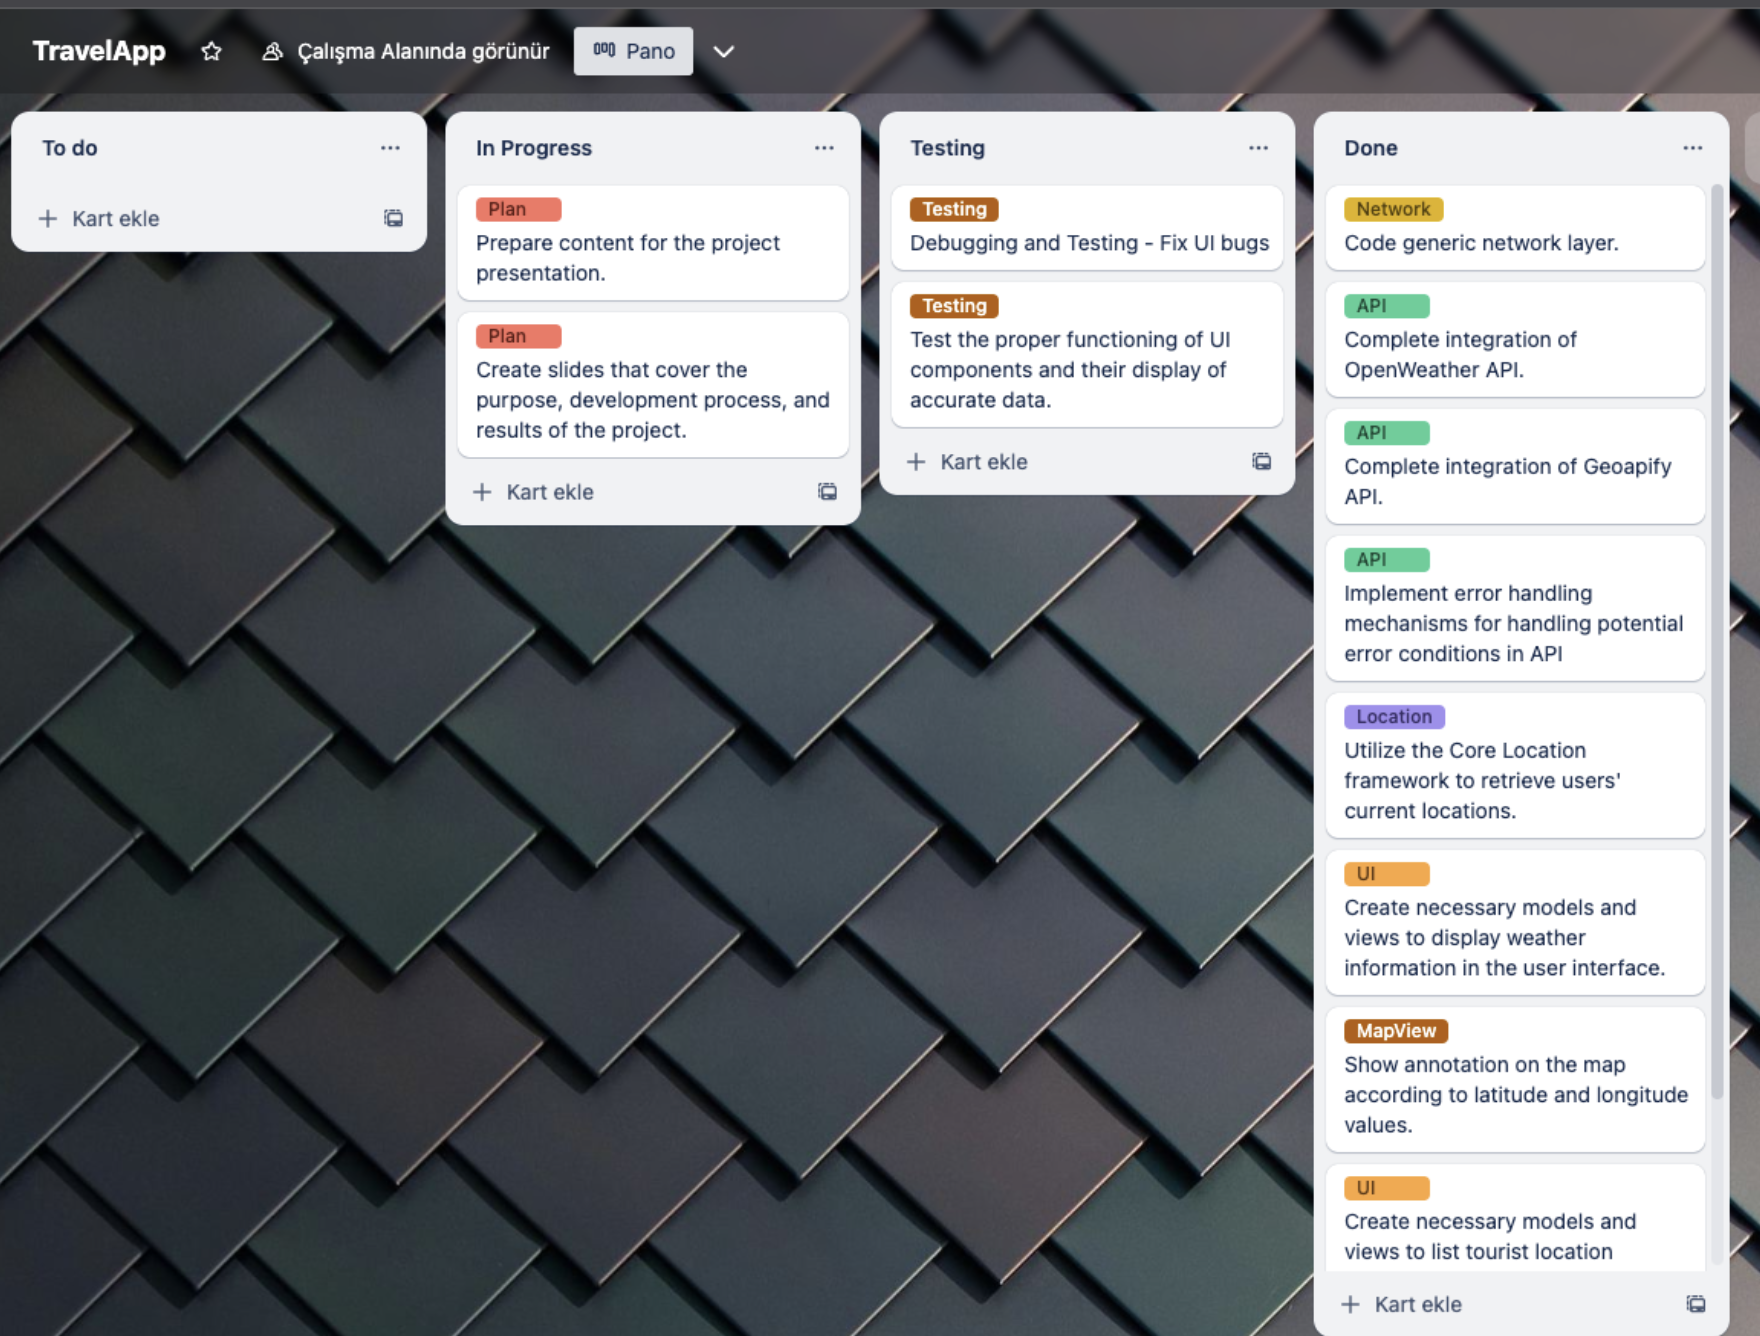 TravelApp
Çalışma Alanında görünür
Pano
To do
Kart ekle
In Progress
Plan
Prepare content for the project
presentation.
Plan
Create slides that cover the
purpose, development process, and
results of the project.
Kart ekle
Testing
Testing
Debugging and Testing - Fix UI bugs
Testing
Test the proper functioning of UI
components and their display of
accurate data.
Kart ekle
Done
Network
Code generic network layer.
API
Complete integration of
OpenWeather API.
API
Complete integration of Geoapify
API.
API
Implement error handling
mechanisms for handling potential
error conditions in API
Location
Utilize the Core Location
framework to retrieve users'
current locations.
UI
Create necessary models and
views to display weather
information in the user interface.
MapView
Show annotation on the map
according to latitude and longitude
values.
UI
Create necessary models and
views to list tourist location
Kart ekle